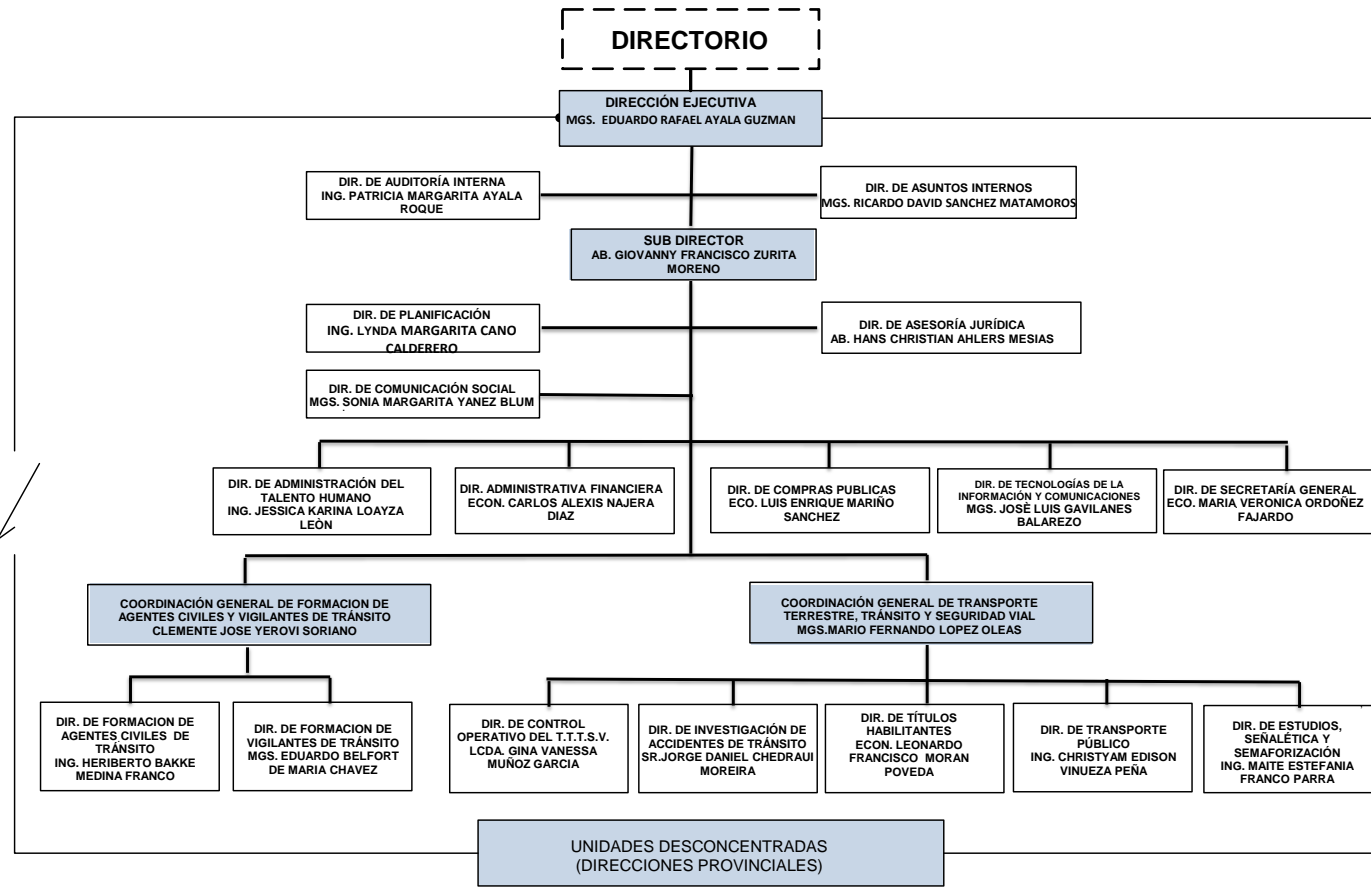 DIRECTORIO
DIRECCIÓN EJECUTIVA
MGS. EDUARDO RAFAEL AYALA GUZMAN
DIR. DE AUDITORÍA INTERNA
ING. PATRICIA MARGARITA AYALA
ROQUE
DIR. DE ASUNTOS INTERNOS
MGS. RICARDO DAVID SANCHEZ MATAMOROS
SUB DIRECTOR
AB. GIOVANNY FRANCISCO ZURITA
MORENO
DIR. DE PLANIFICACIÓN
ING. LYNDA MARGARITA CANO
CALDERERO
DIR. DE ASESORÍA JURÍDICA
AB. HANS CHRISTIAN AHLERS MESIAS
DIR. DE COMUNICACIÓN SOCIAL
MGS. SONIA MARGARITA YANEZ BLUM
DIR. DE ADMINISTRACIÓN DEL
TALENTO HUMANO
ING. JESSICA KARINA LOAYZA
LEÒN
DIR. ADMINISTRATIVA FINANCIERA
ECON. CARLOS ALEXIS NAJERA
DIAZ
DIR. DE COMPRAS PUBLICAS
ECO. LUIS ENRIQUE MARIÑO
SANCHEZ
DIR. DE TECNOLOGÍAS DE LA
INFORMACIÓN Y COMUNICACIONES
MGS. JOSÈ LUIS GAVILANES
BALAREZO
DIR. DE SECRETARÍA GENERAL
ECO. MARIA VERONICA ORDOÑEZ
FAJARDO
COORDINACIÓN GENERAL DE FORMACION DE
AGENTES CIVILES Y VIGILANTES DE TRÁNSITO
CLEMENTE JOSE YEROVI SORIANO
COORDINACIÓN GENERAL DE TRANSPORTE
TERRESTRE, TRÁNSITO Y SEGURIDAD VIAL
MGS.MARIO FERNANDO LOPEZ OLEAS
DIR. DE FORMACION DE
AGENTES CIVILES DE
TRÁNSITO
ING. HERIBERTO BAKKE
MEDINA FRANCO
DIR. DE FORMACION DE
VIGILANTES DE TRÁNSITO
MGS. EDUARDO BELFORT
DE MARIA CHAVEZ
DIR. DE CONTROL
OPERATIVO DEL T.T.T.S.V.
LCDA. GINA VANESSA
MUÑOZ GARCIA
DIR. DE INVESTIGACIÓN DE
ACCIDENTES DE TRÁNSITO
SR.JORGE DANIEL CHEDRAUI
MOREIRA
DIR. DE TÍTULOS
HABILITANTES
ECON. LEONARDO
FRANCISCO MORAN
POVEDA
DIR. DE TRANSPORTE
PÚBLICO
ING. CHRISTYAM EDISON
VINUEZA PEÑA
DIR. DE ESTUDIOS,
SEÑALÉTICA Y
SEMAFORIZACIÓN
ING. MAITE ESTEFANIA
FRANCO PARRA
UNIDADES DESCONCENTRADAS
(DIRECCIONES PROVINCIALES)